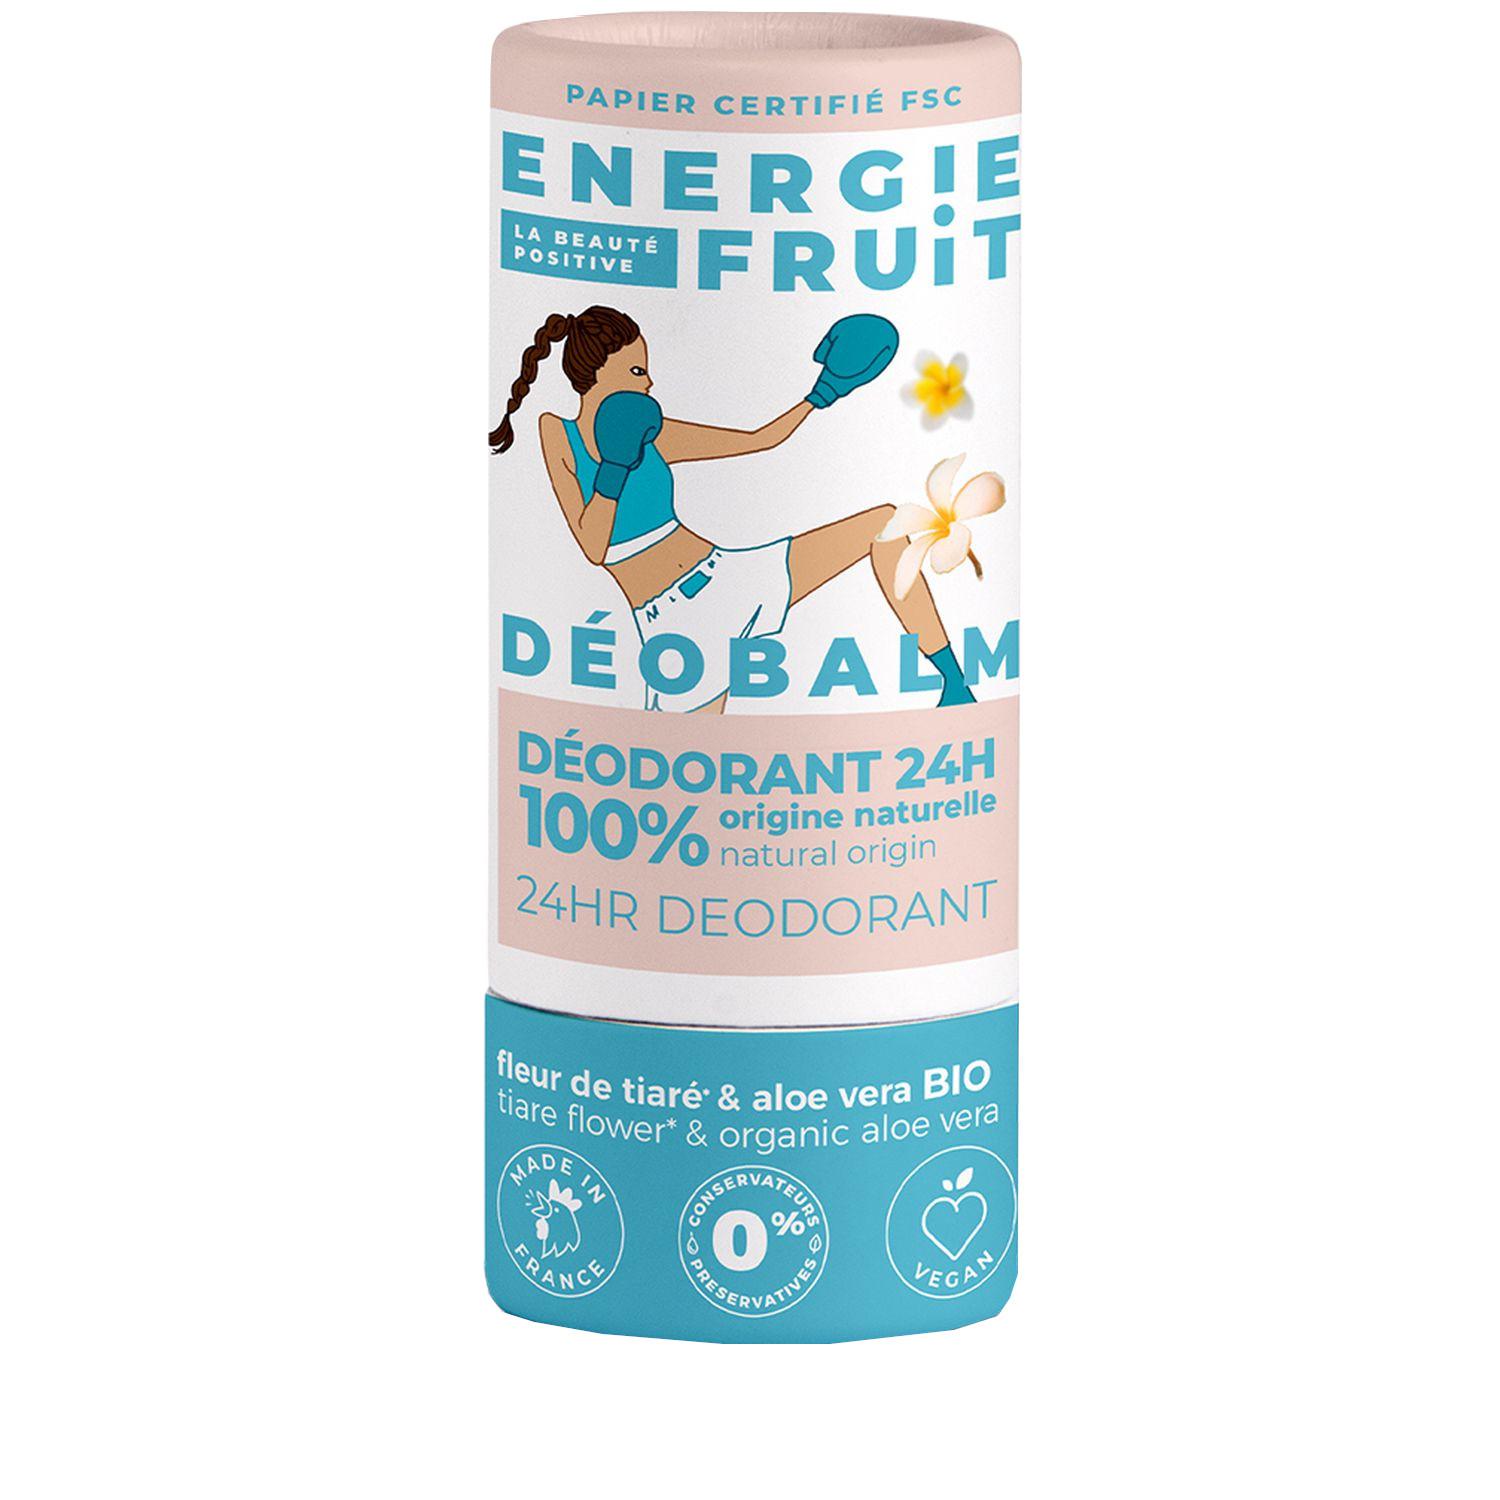 PAPIER CERTIFIÉ FSC
ENERGIE
LA BEAUTÉ
POSITIVE
FRUiT
DÉOBALM
DÉODORANT 24H
100% origine naturelle
natural origin
24HR DEODORANT
fleur de tiaré* & aloe vera BIO
tiare flower* & organic aloe vera
MADE IN
FRANCE
CONSERVATEURS
0%
PRESERVATIVES
VEGAN